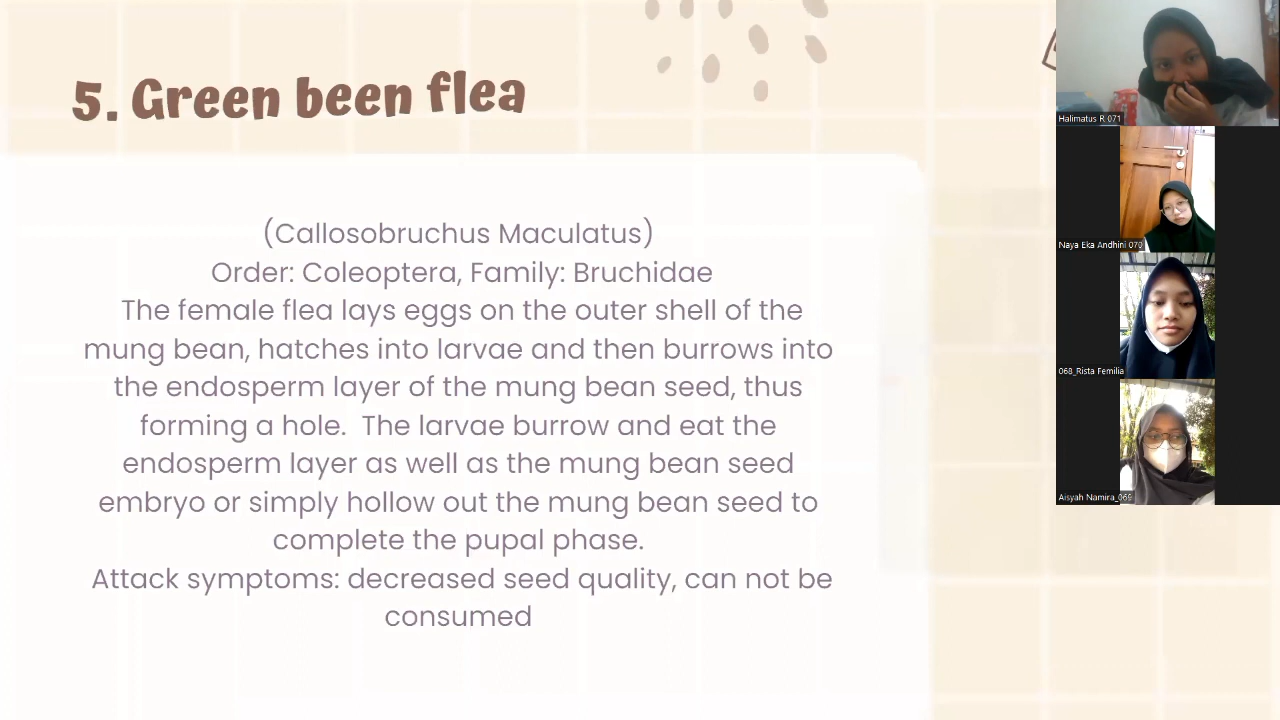 5. Green been flea
(Callosobruchus Maculatus)
Order: Coleoptera, Family: Bruchidae
The female flea lays eggs on the outer shell of the
mung bean, hatches into larvae and then burrows into
the endosperm layer of the mung bean seed, thus
forming a hole.  The larvae burrow and eat the
endosperm layer as well as the mung bean seed
embryo or simply hollow out the mung bean seed to
complete the pupal phase.
Attack symptoms: decreased seed quality, can not be
consumed
Halimatus R 071
Naya Eka Andhini 070
068_Rista Femilia
Aisyah Namira_069